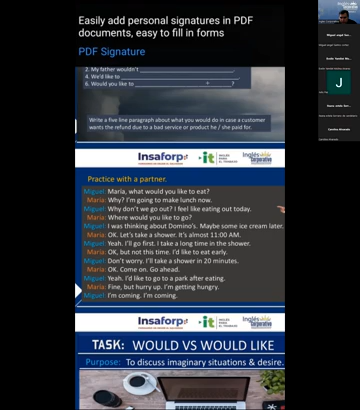 Easily add personal signatures in PDF
documents, easy to fill in forms
PDF Signature
2. My father wouldn't
4. We'd like to
6. Would you like to ?
Write a five line paragraph about what you would do in case a customer
wants the refund due to a bad service or product he / she paid for.
Insaforp
it
INGLÉS
PARA
EL TRABAJO
Inglés
Corporativo
Practice with a partner.
Miguel: Maria, what would you like to eat?
Maria: Why? I'm going to make lunch now.
Miguel: Why don't we go out? I feel like eating out today.
Maria: Where would you like to go?
Miguel: I was thinking about Domino's. Maybe some ice cream later.
Maria: OK. Let's take a shower. It's almost 11:00 AM.
Miguel: Yeah. I'll go first. I take a long time in the shower.
Maria: OK, but not this time. I'd like to eat early.
Miguel: Don't worry. I'll take a shower in 20 minutes.
Maria: OK. Come on. Go ahead.
Miguel: Yeah. I'd like to go to a park after eating.
Maria: Fine, but hurry up. I'm getting hungry.
Miguel: I'm coming. I'm coming.
Insaforp
it
INGLÉS
PARA
EL TRABAJO
Inglés
Corporativo
TASK: WOULD VS WOULD LIKE
Purpose: To discuss imaginary situations & desire.
J